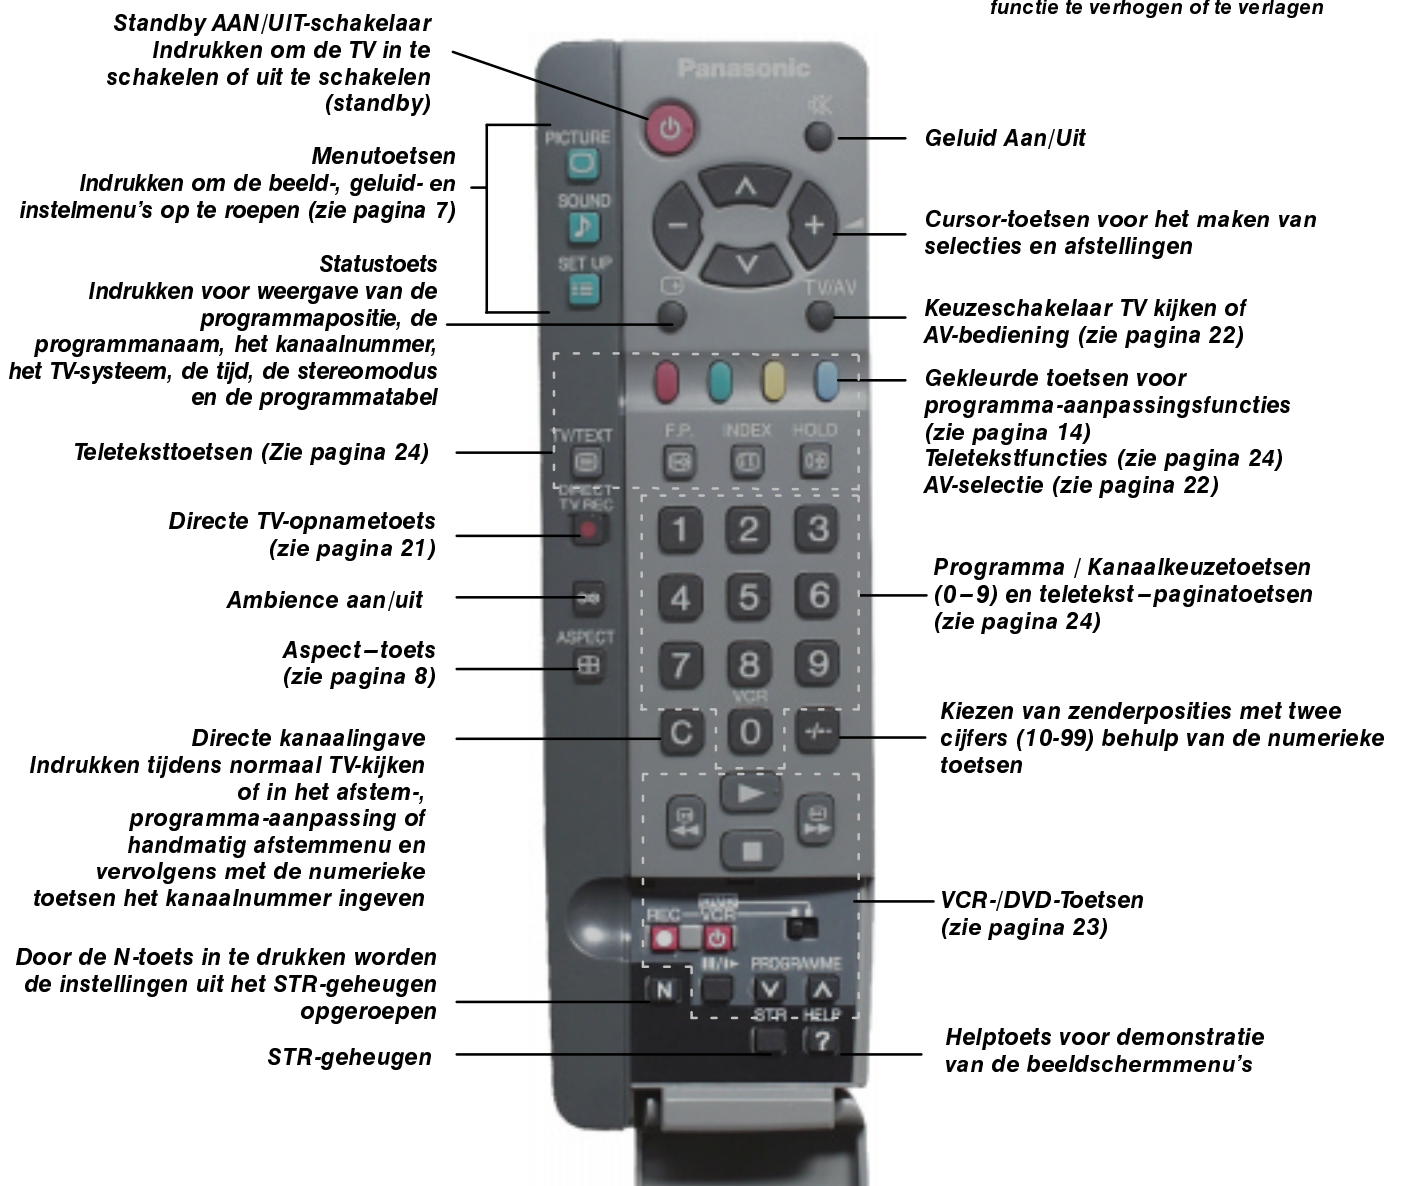 functie te verhogen of te verlagen
Standby AAN/UIT-schakelaar
Indrukken om de TV in te
schakelen of uit te schakelen
(standby)
Menutoetsen
Indrukken om de beeld-, geluid- en
instelmenu's op te roepen (zie pagina 7)
Statustoets
Indrukken voor weergave van de
programmapositie, de
programmanaam, het kanaalnummer,
het TV-systeem, de tijd, de stereomodus
en de programmatabel
Teleteksttoetsen (Zie pagina 24)
Directe TV-opnametoets
(zie pagina 21)
Ambience aan/uit
Aspect–toets
(zie pagina 8)
Directe kanaalingave
Indrukken tijdens normaal TV-kijken
of in het afstem-,
programma-aanpassing of
handmatig afstemmenu en
vervolgens met de numerieke
toetsen het kanaalnummer ingeven
Door de N-toets in te drukken worden
de instellingen uit het STR-geheugen
opgeroepen
STR-geheugen
Panasonic
PICTURE
SOUND
SET UP
TV/AV
F.P. INDEX HOLD
TV/TEXT
DIRECT
TV REC
1 2 3
4 5 6
ASPECT
7 8 9
VCR
C 0 -/--
REC VCR
PROGRAMME
N
STR HELP
?
Geluid Aan/Uit
Cursor-toetsen voor het maken van
selecties en afstellingen
Keuzeschakelaar TV kijken of
AV-bediening (zie pagina 22)
Gekleurde toetsen voor
programma-aanpassingsfuncties
(zie pagina 14)
Teletekstfuncties (zie pagina 24)
AV-selectie (zie pagina 22)
Programma / Kanaalkeuzetoetsen
(0–9) en teletekst–paginatoetsen
(zie pagina 24)
Kiezen van zenderposities met twee
cijfers (10-99) behulp van de numerieke
toetsen
VCR-/DVD-Toetsen
(zie pagina 23)
Helptoets voor demonstratie
van de beeldschermmenu's